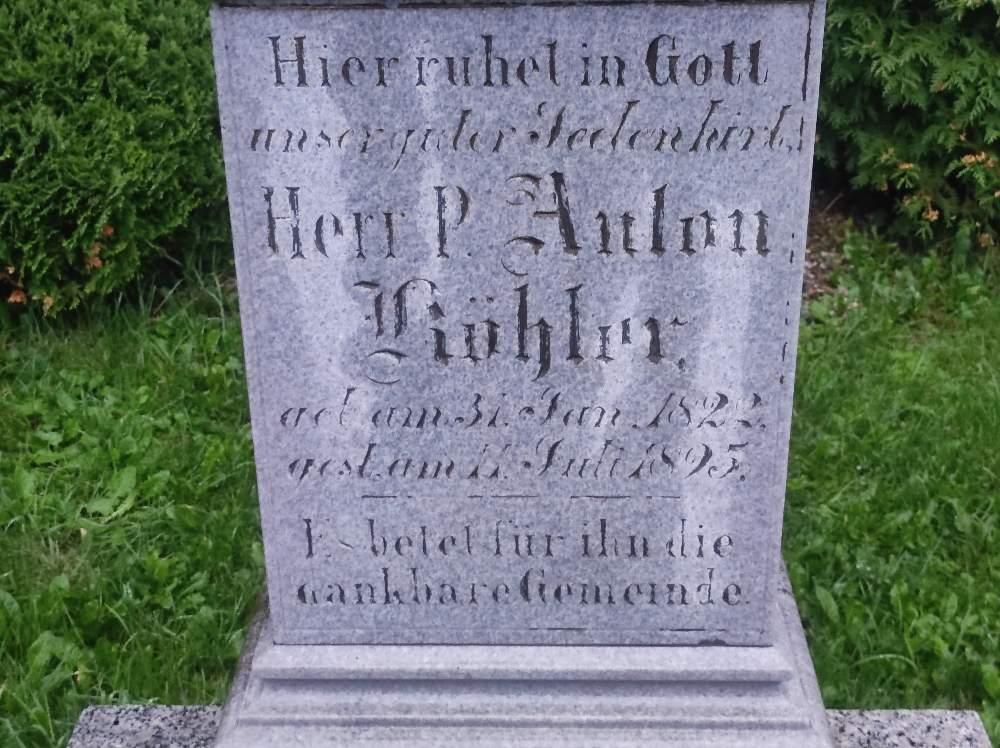 Hier ruhet in Gott
unser guter Seelenhirt,
Herr P. Anton
Köhler,
geb. am 31. Jan. 1822.
gest. am 11. Juli 1895.
Es betet für ihn die
dankbare Gemeinde.